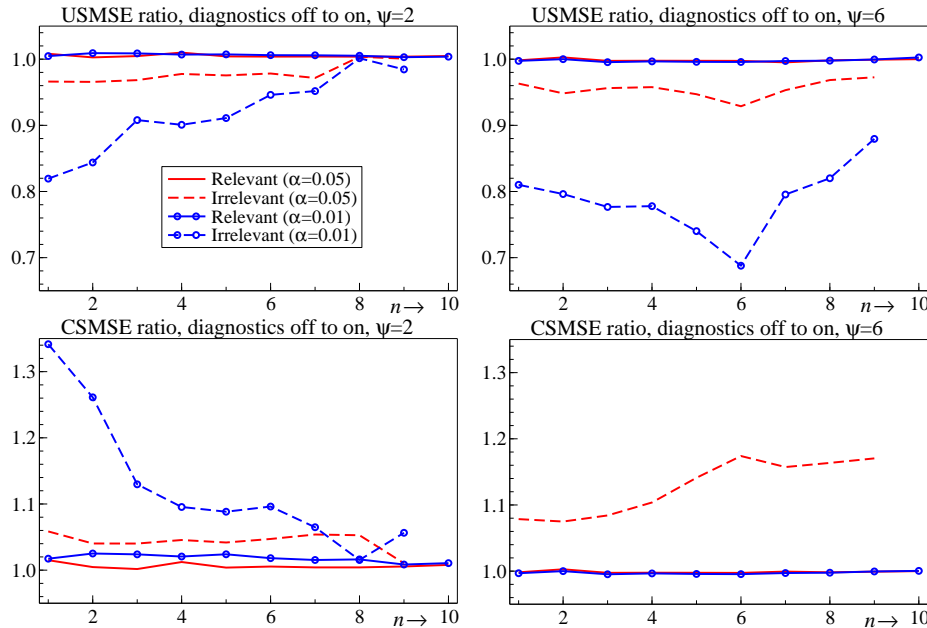 USMSE ratio, diagnostics off to on, ψ=2
1.0
0.9
0.8
0.7
Relevant (α=0.05)
Irrelevant (α=0.05)
Relevant (α=0.01)
Irrelevant (α=0.01)
2 4 6 8 n→ 10
USMSE ratio, diagnostics off to on, ψ=6
1.0
0.9
0.8
0.7
2 4 6 8 n→ 10
CSMSE ratio, diagnostics off to on, ψ=2
1.3
1.2
1.1
1.0
2 4 6 8 n→ 10
CSMSE ratio, diagnostics off to on, ψ=6
1.3
1.2
1.1
1.0
2 4 6 8 n→ 10